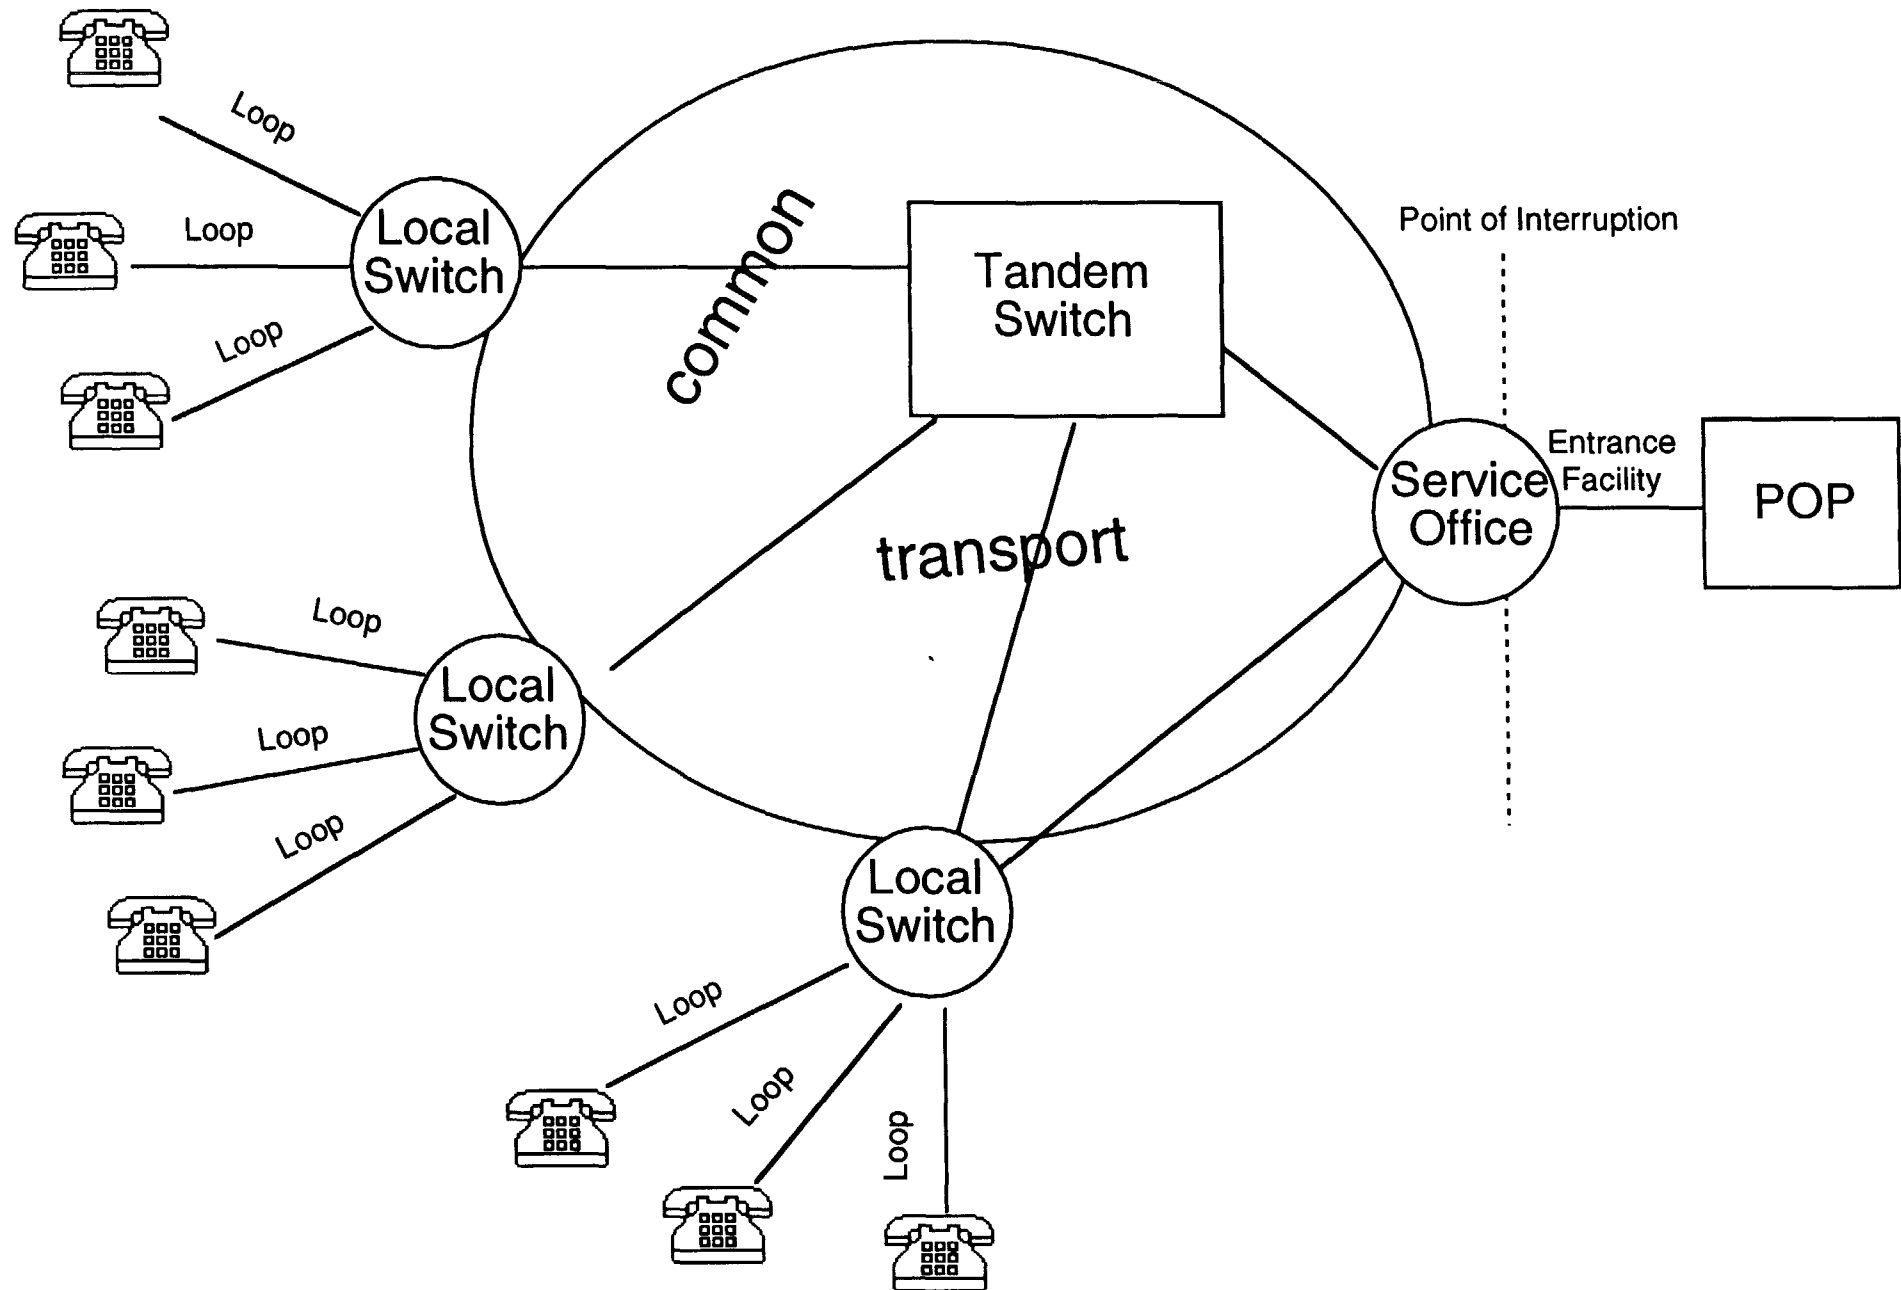 Loop
Loop
Loop
Local
Switch
common
Tandem
Switch
Point of Interruption
Entrance
Facility
Service
Office
POP
transport
Loop
Loop
Loop
Local
Switch
Local
Switch
Loop
Loop
Loop